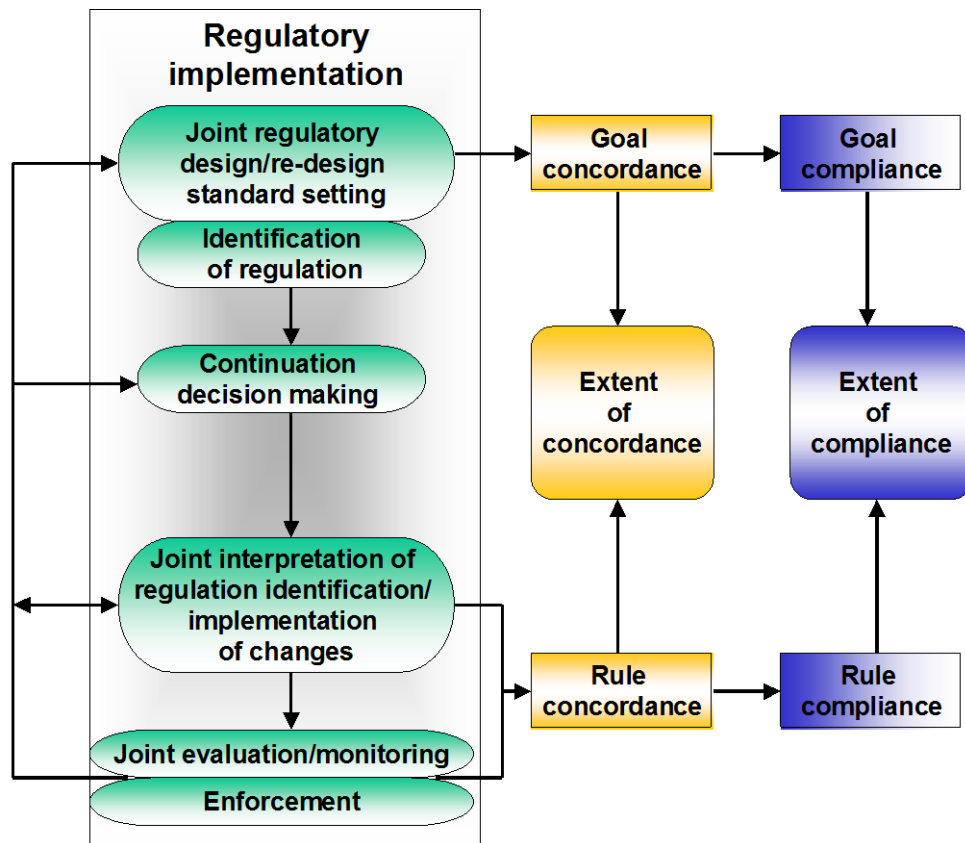 Regulatory
implementation
Joint regulatory
design/re-design
standard setting
Identification
of regulation
Continuation
decision making
Joint interpretation of
regulation identification/
implementation
of changes
Joint evaluation/monitoring
Enforcement
Goal
concordance
Goal
compliance
Extent
of
concordance
Extent
of
compliance
Rule
concordance
Rule
compliance